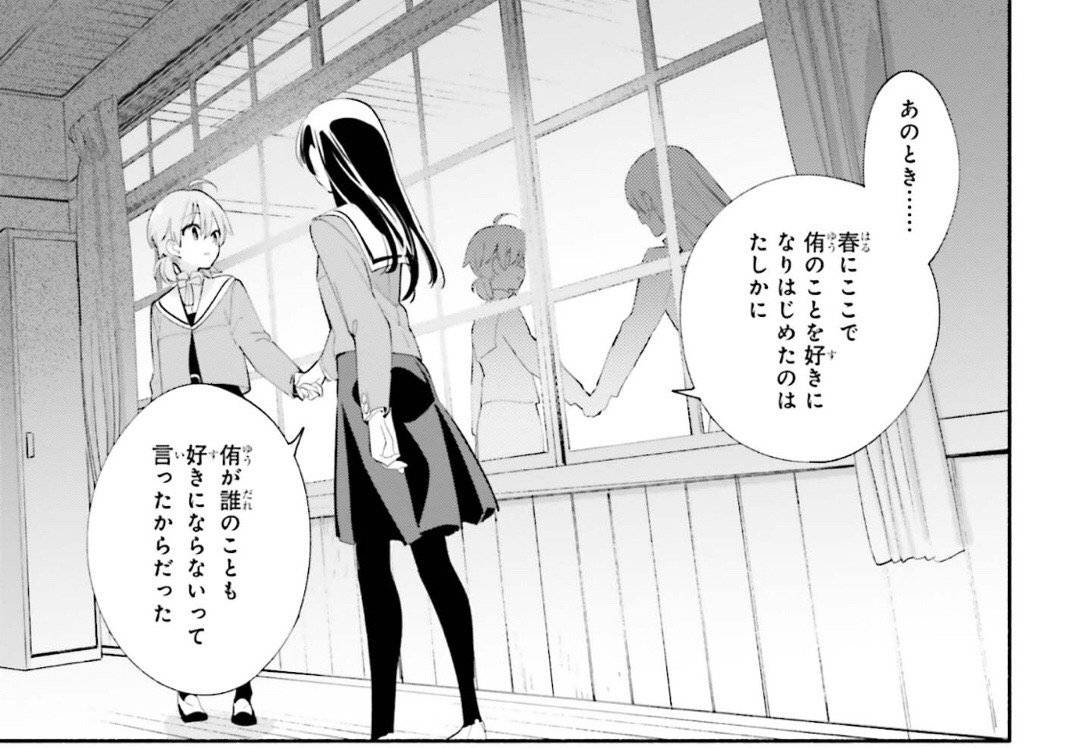 あのとき……
春にここで
侑のことを好きに
なりはじめたのは
たしかに
侑が誰のことも
好きにならないって
言ったからだった